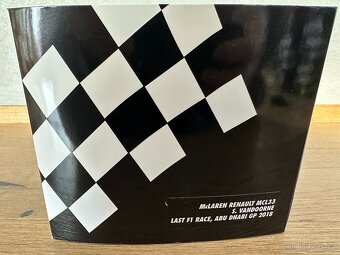 McLAREN RENAULT MCL33
S. VANDOORNE
LAST F1 RACE, ABU DHABI GP 2018